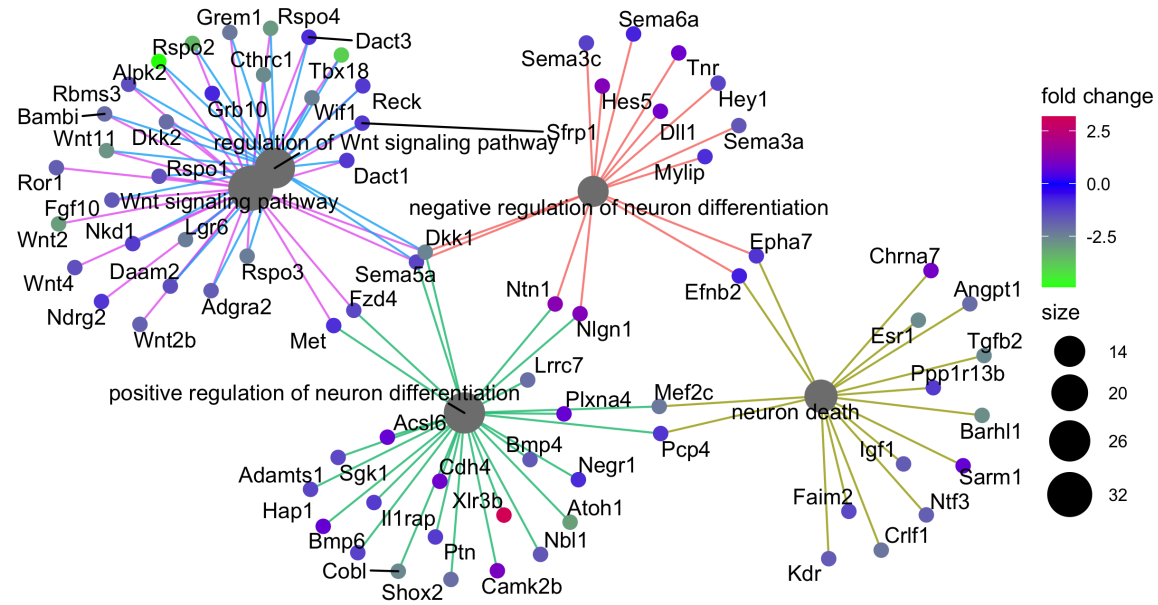 Grem1
Rspo4
Sema6a
Rspo2
Cthrc1
Dact3
Sema3c
Tnr
Alpk2
Tbx18
Rbms3
Grb10
Reck
Hes5
Hey1
Bambi
Wif1
Dll1
Wnt11
Dkk2
Sfrp1
Sema3a
regulation of Wnt signaling pathway
Mylip
Ror1
Rspo1
Dact1
Fgf10
Wnt signaling pathway
negative regulation of neuron differentiation
Wnt2
Nkd1
Lgr6
Dkk1
Epha7
Chrna7
Wnt4
Daam2
Rspo3
Sema5a
Ntn1
Efnb2
Angpt1
Ndrg2
Adgra2
Fzd4
Nlgn1
Esr1
Wnt2b
Met
Tgfb2
Lrrc7
Ppp1r13b
positive regulation of neuron differentiation
Plxna4
Mef2c
neuron death
Acsl6
Barhl1
Bmp4
Pcp4
Igf1
Adamts1
Sgk1
Cdh4
Negr1
Sarm1
Hap1
Il1rap
Xlr3b
Atoh1
Faim2
Ntf3
Bmp6
Ptn
Nbl1
Crlf1
Cobl
Shox2
Camk2b
Kdr
fold change
2.5
0.0
-2.5
size
14
20
26
32